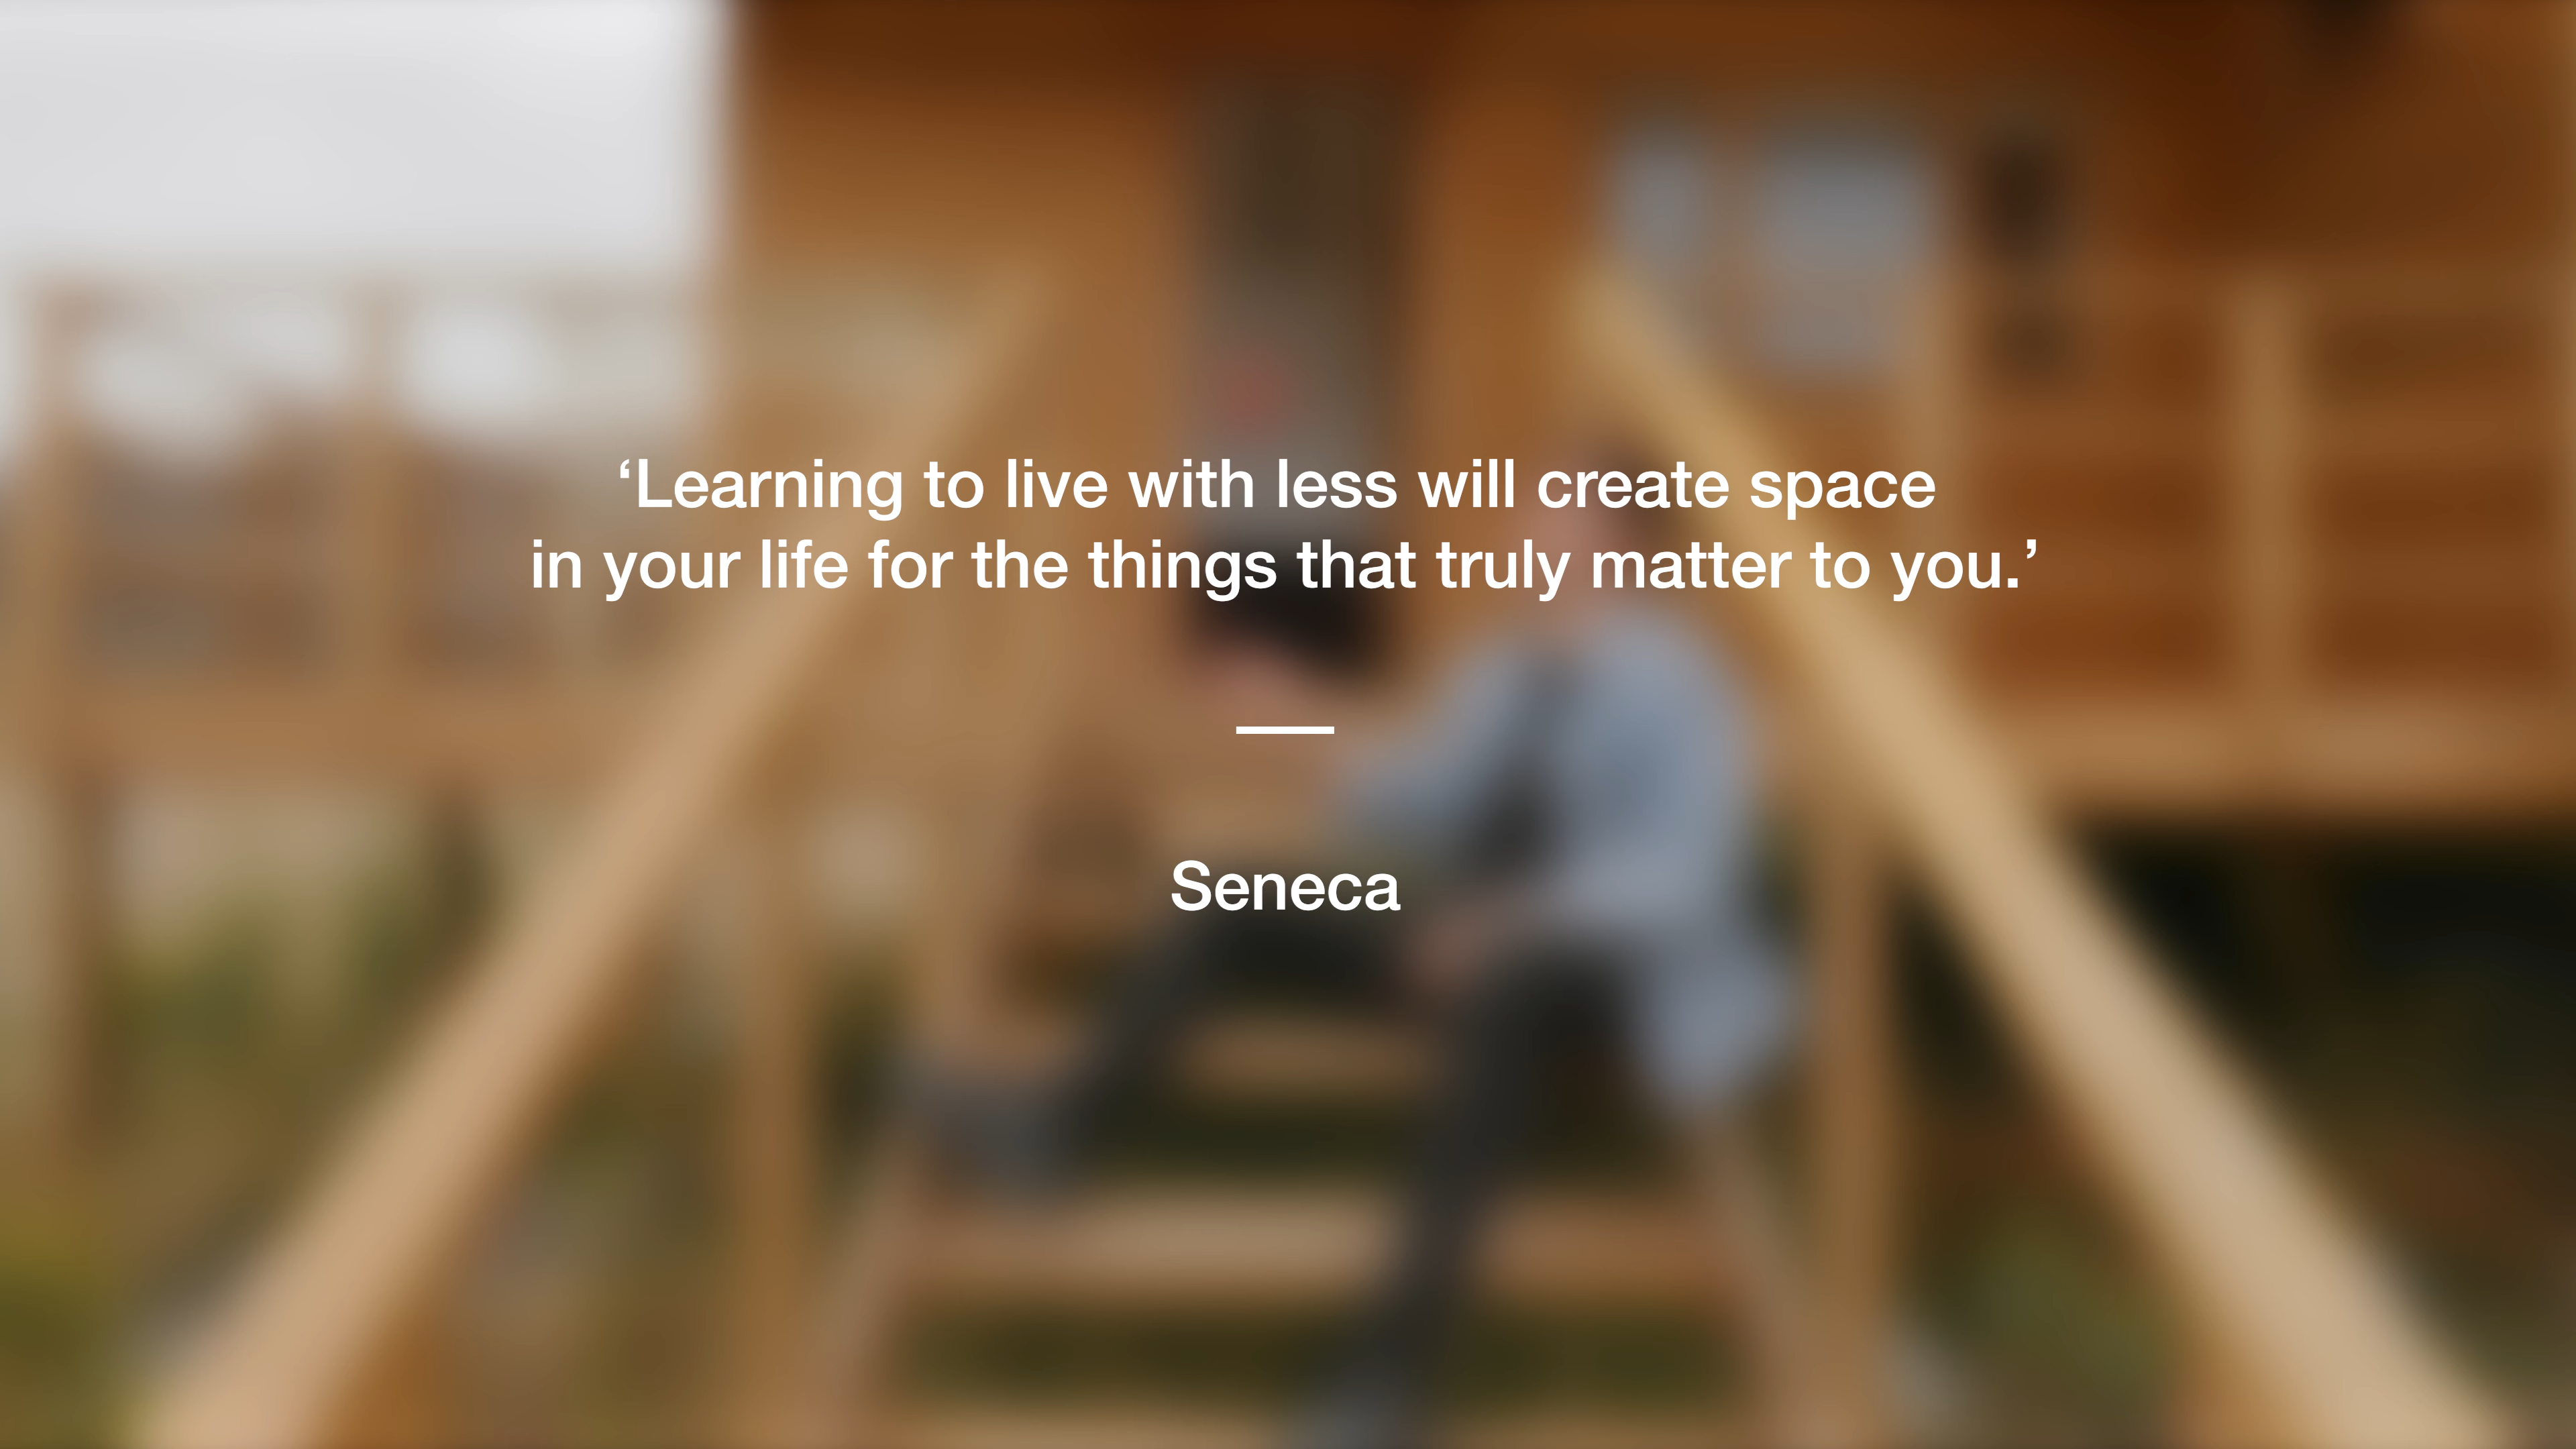 ‘Learning to live with less will create space
in your life for the things that truly matter to you.’
Seneca